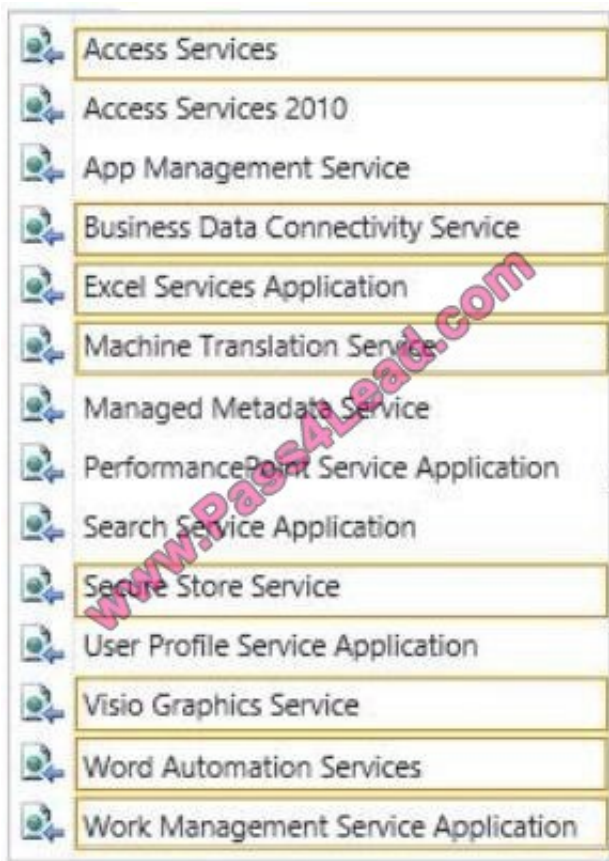 Access Services
Access Services 2010
App Management Service
Business Data Connectivity Service
Excel Services Application
Machine Translation Service
Managed Metadata Service
PerformancePoint Service Application
Search Service Application
Secure Store Service
User Profile Service Application
Visio Graphics Service
Word Automation Services
Work Management Service Application
www.Pass4Lead.com